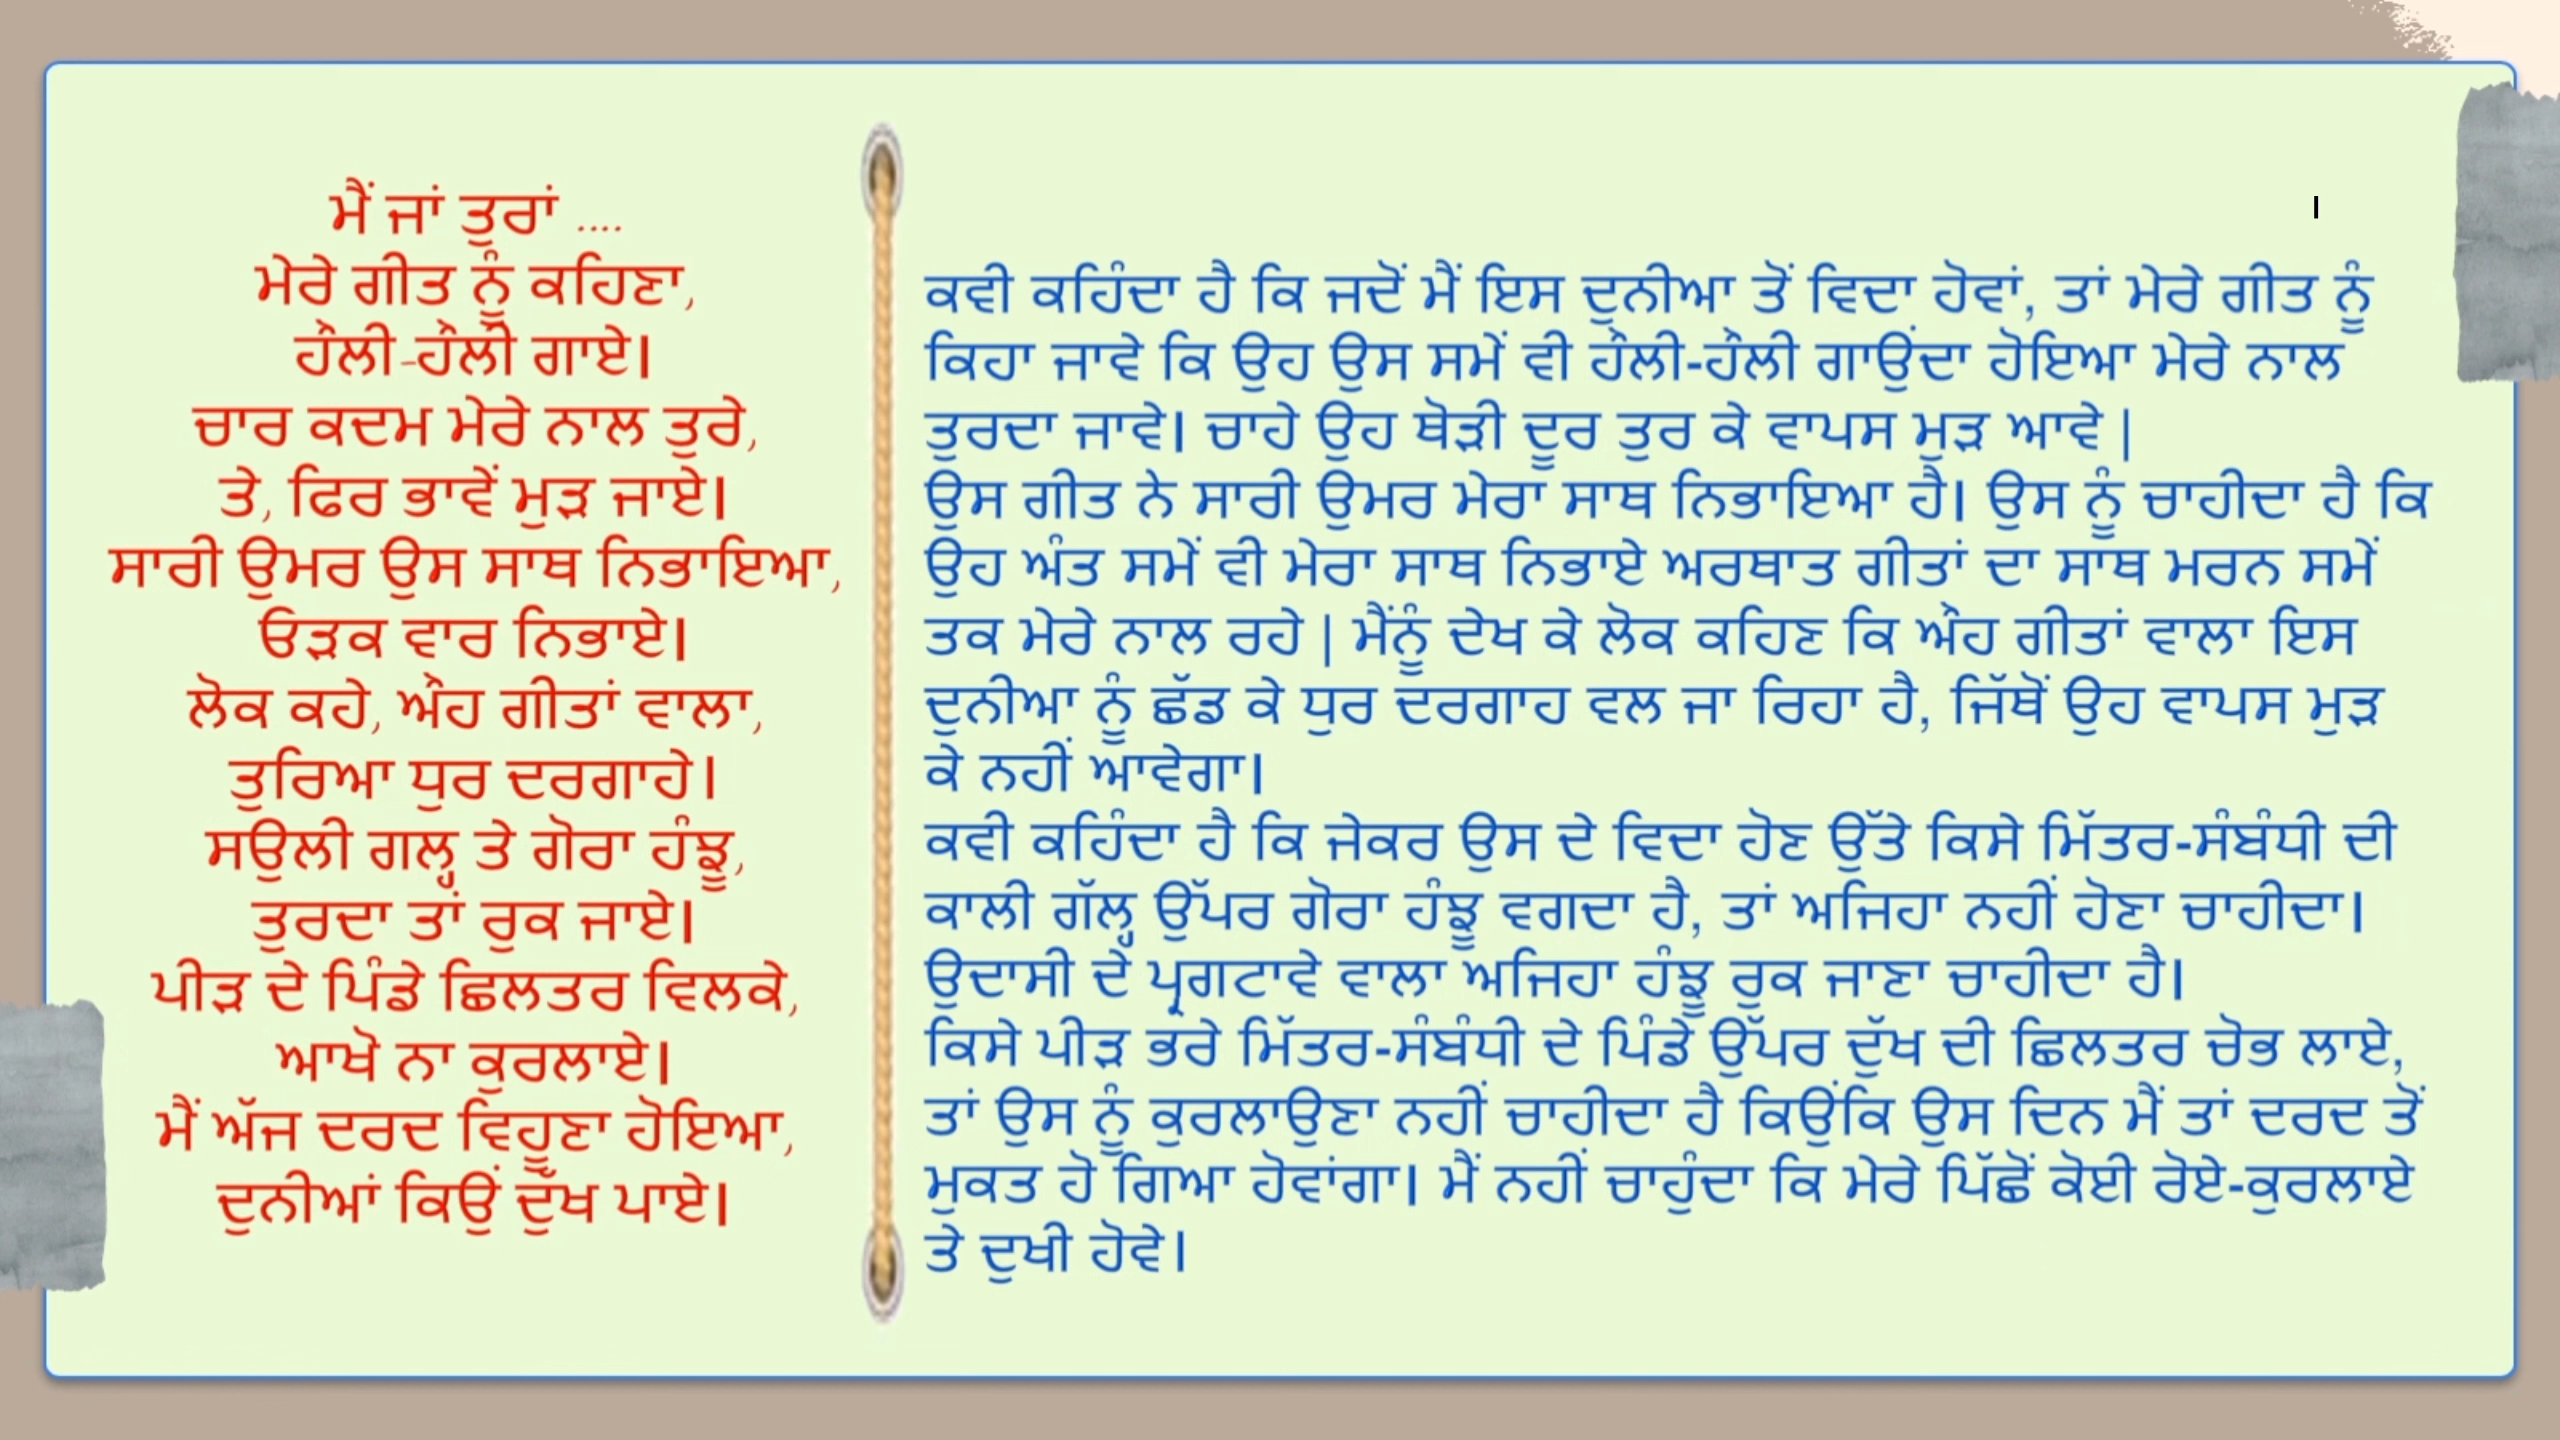 ਮੈਂ ਜਾਂ ਤੁਰਾਂ ....
ਮੇਰੇ ਗੀਤ ਨੂੰ ਕਹਿਣਾ,
ਹੌਲੀ-ਹੌਲੀ ਗਾਏ।
ਚਾਰ ਕਦਮ ਮੇਰੇ ਨਾਲ ਤੁਰੇ,
ਤੇ, ਫਿਰ ਭਾਵੇਂ ਮੁੜ ਜਾਏ।
ਸਾਰੀ ਉਮਰ ਉਸ ਸਾਥ ਨਿਭਾਇਆ,
ਓੜਕ ਵਾਰ ਨਿਭਾਏ।
ਲੋਕ ਕਹੇ, ਔਹ ਗੀਤਾਂ ਵਾਲਾ,
ਤੁਰਿਆ ਧੁਰ ਦਰਗਾਹੇ।
ਸਉਲੀ ਗਲ੍ਹ ਤੇ ਗੋਰਾ ਹੰਝੂ,
ਤੁਰਦਾ ਤਾਂ ਰੁਕ ਜਾਏ।
ਪੀੜ ਦੇ ਪਿੰਡੇ ਛਿਲਤਰ ਵਿਲਕੇ,
ਆਖੋ ਨਾ ਕੁਰਲਾਏ।
ਮੈਂ ਅੱਜ ਦਰਦ ਵਿਹੂਣਾ ਹੋਇਆ,
ਦੁਨੀਆਂ ਕਿਉਂ ਦੁੱਖ ਪਾਏ।
।
ਕਵੀ ਕਹਿੰਦਾ ਹੈ ਕਿ ਜਦੋਂ ਮੈਂ ਇਸ ਦੁਨੀਆ ਤੋਂ ਵਿਦਾ ਹੋਵਾਂ, ਤਾਂ ਮੇਰੇ ਗੀਤ ਨੂੰ
ਕਿਹਾ ਜਾਵੇ ਕਿ ਉਹ ਉਸ ਸਮੇਂ ਵੀ ਹੌਲੀ-ਹੌਲੀ ਗਾਉਂਦਾ ਹੋਇਆ ਮੇਰੇ ਨਾਲ
ਤੁਰਦਾ ਜਾਵੇ। ਚਾਹੇ ਉਹ ਥੋੜੀ ਦੂਰ ਤੁਰ ਕੇ ਵਾਪਸ ਮੁੜ ਆਵੇ |
ਉਸ ਗੀਤ ਨੇ ਸਾਰੀ ਉਮਰ ਮੇਰਾ ਸਾਥ ਨਿਭਾਇਆ ਹੈ। ਉਸ ਨੂੰ ਚਾਹੀਦਾ ਹੈ ਕਿ
ਉਹ ਅੰਤ ਸਮੇਂ ਵੀ ਮੇਰਾ ਸਾਥ ਨਿਭਾਏ ਅਰਥਾਤ ਗੀਤਾਂ ਦਾ ਸਾਥ ਮਰਨ ਸਮੇਂ
ਤਕ ਮੇਰੇ ਨਾਲ ਰਹੇ | ਮੈਂਨੂੰ ਦੇਖ ਕੇ ਲੋਕ ਕਹਿਣ ਕਿ ਔਹ ਗੀਤਾਂ ਵਾਲਾ ਇਸ
ਦੁਨੀਆ ਨੂੰ ਛੱਡ ਕੇ ਧੁਰ ਦਰਗਾਹ ਵਲ ਜਾ ਰਿਹਾ ਹੈ, ਜਿੱਥੋਂ ਉਹ ਵਾਪਸ ਮੁੜ
ਕੇ ਨਹੀਂ ਆਵੇਗਾ।
ਕਵੀ ਕਹਿੰਦਾ ਹੈ ਕਿ ਜੇਕਰ ਉਸ ਦੇ ਵਿਦਾ ਹੋਣ ਉੱਤੇ ਕਿਸੇ ਮਿੱਤਰ-ਸੰਬੰਧੀ ਦੀ
ਕਾਲੀ ਗੱਲ੍ਹ ਉੱਪਰ ਗੋਰਾ ਹੰਝੂ ਵਗਦਾ ਹੈ, ਤਾਂ ਅਜਿਹਾ ਨਹੀਂ ਹੋਣਾ ਚਾਹੀਦਾ।
ਉਦਾਸੀ ਦੇ ਪ੍ਰਗਟਾਵੇ ਵਾਲਾ ਅਜਿਹਾ ਹੰਝੂ ਰੁਕ ਜਾਣਾ ਚਾਹੀਦਾ ਹੈ।
ਕਿਸੇ ਪੀੜ ਭਰੇ ਮਿੱਤਰ-ਸੰਬੰਧੀ ਦੇ ਪਿੰਡੇ ਉੱਪਰ ਦੁੱਖ ਦੀ ਛਿਲਤਰ ਚੋਭ ਲਾਏ,
ਤਾਂ ਉਸ ਨੂੰ ਕੁਰਲਾਉਣਾ ਨਹੀਂ ਚਾਹੀਦਾ ਹੈ ਕਿਉਂਕਿ ਉਸ ਦਿਨ ਮੈਂ ਤਾਂ ਦਰਦ ਤੋਂ
ਮੁਕਤ ਹੋ ਗਿਆ ਹੋਵਾਂਗਾ। ਮੈਂ ਨਹੀਂ ਚਾਹੁੰਦਾ ਕਿ ਮੇਰੇ ਪਿੱਛੋਂ ਕੋਈ ਰੋਏ-ਕੁਰਲਾਏ
ਤੇ ਦੁਖੀ ਹੋਵੇ।